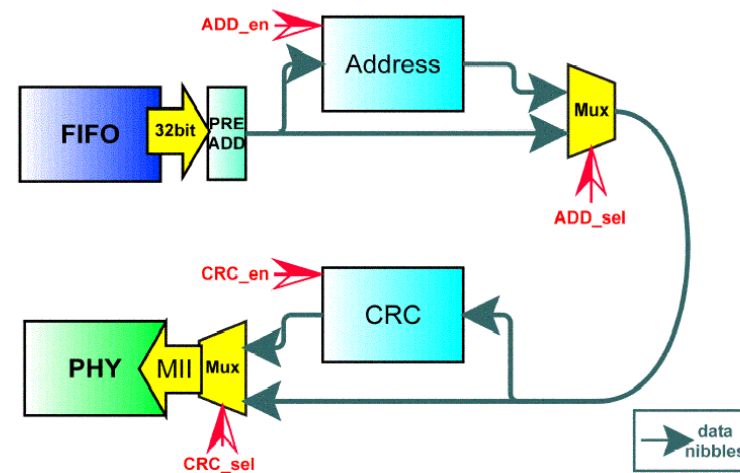 ADD_en
Address
FIFO
32bit
PRE
ADD
Mux
ADD_sel
CRC_en
CRC
PHY
MII
Mux
CRC_sel
data
nibbles